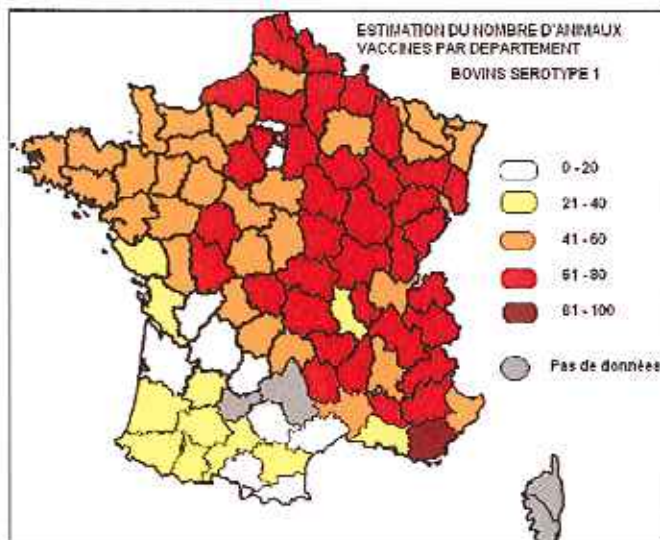 ESTIMATION DU NOMBRE D'ANIMAUX
VACCINES PAR DEPARTEMENT
BOVINS SEROTYPE 1
0 - 20
21 - 40
41 - 60
61 - 80
81 - 100
Pas de données